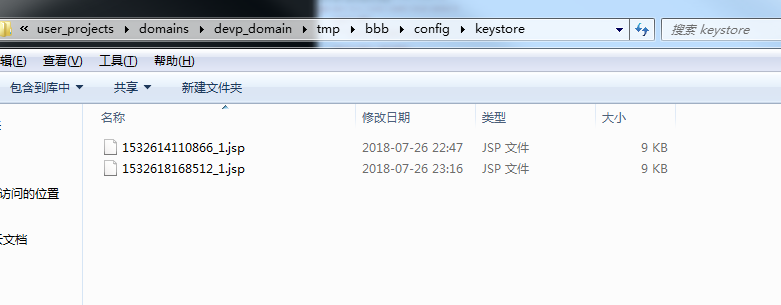 user_projects ▸ domains ▸ devp_domain ▸ tmp ▸ bbb ▸ config ▸ keystore
搜索 keystore
辑(E) 查看(V) 工具(T) 帮助(H)
包含到库中 共享 新建文件夹
名称 修改日期 类型 大小
1532614110866_1.jsp 2018-07-26 22:47 JSP 文件 9 KB
1532618168512_1.jsp 2018-07-26 23:16 JSP 文件 9 KB
访问的位置
文档